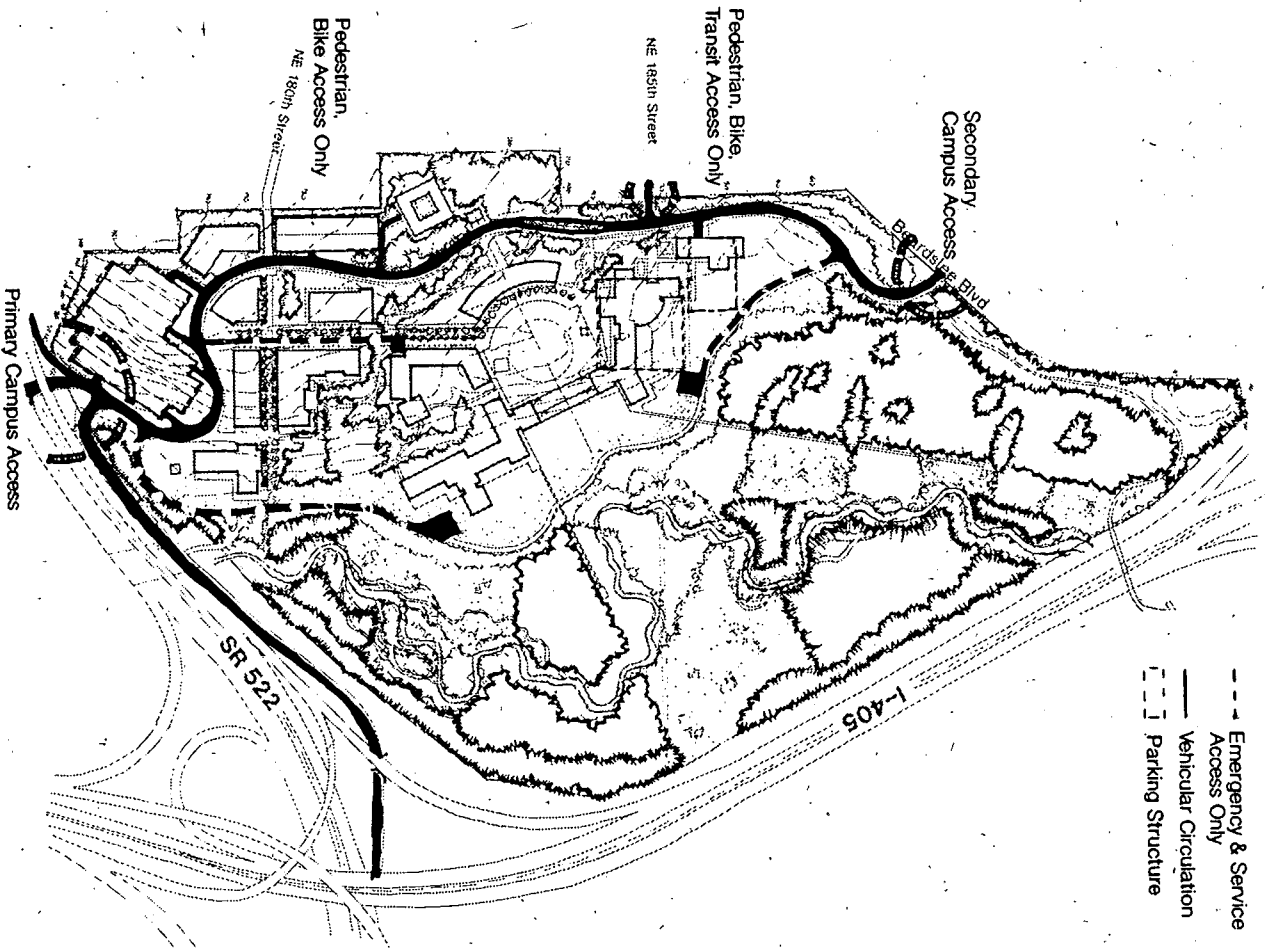 Pedestrian,
Bike Access Only
NE 180th Street
NE 185th Street
Pedestrian, Bike,
Transit Access Only
Secondary
Campus Access
Beardslee Blvd
Primary Campus Access
SR 522
I-405
Emergency & Service
Access Only
Vehicular Circulation
Parking Structure